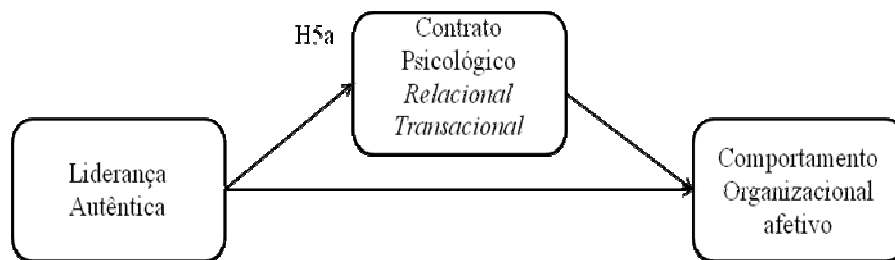 H5a
Contrato
Psicológico
Relacional
Transacional
Liderança
Autêntica
Comportamento
Organizacional
afetivo